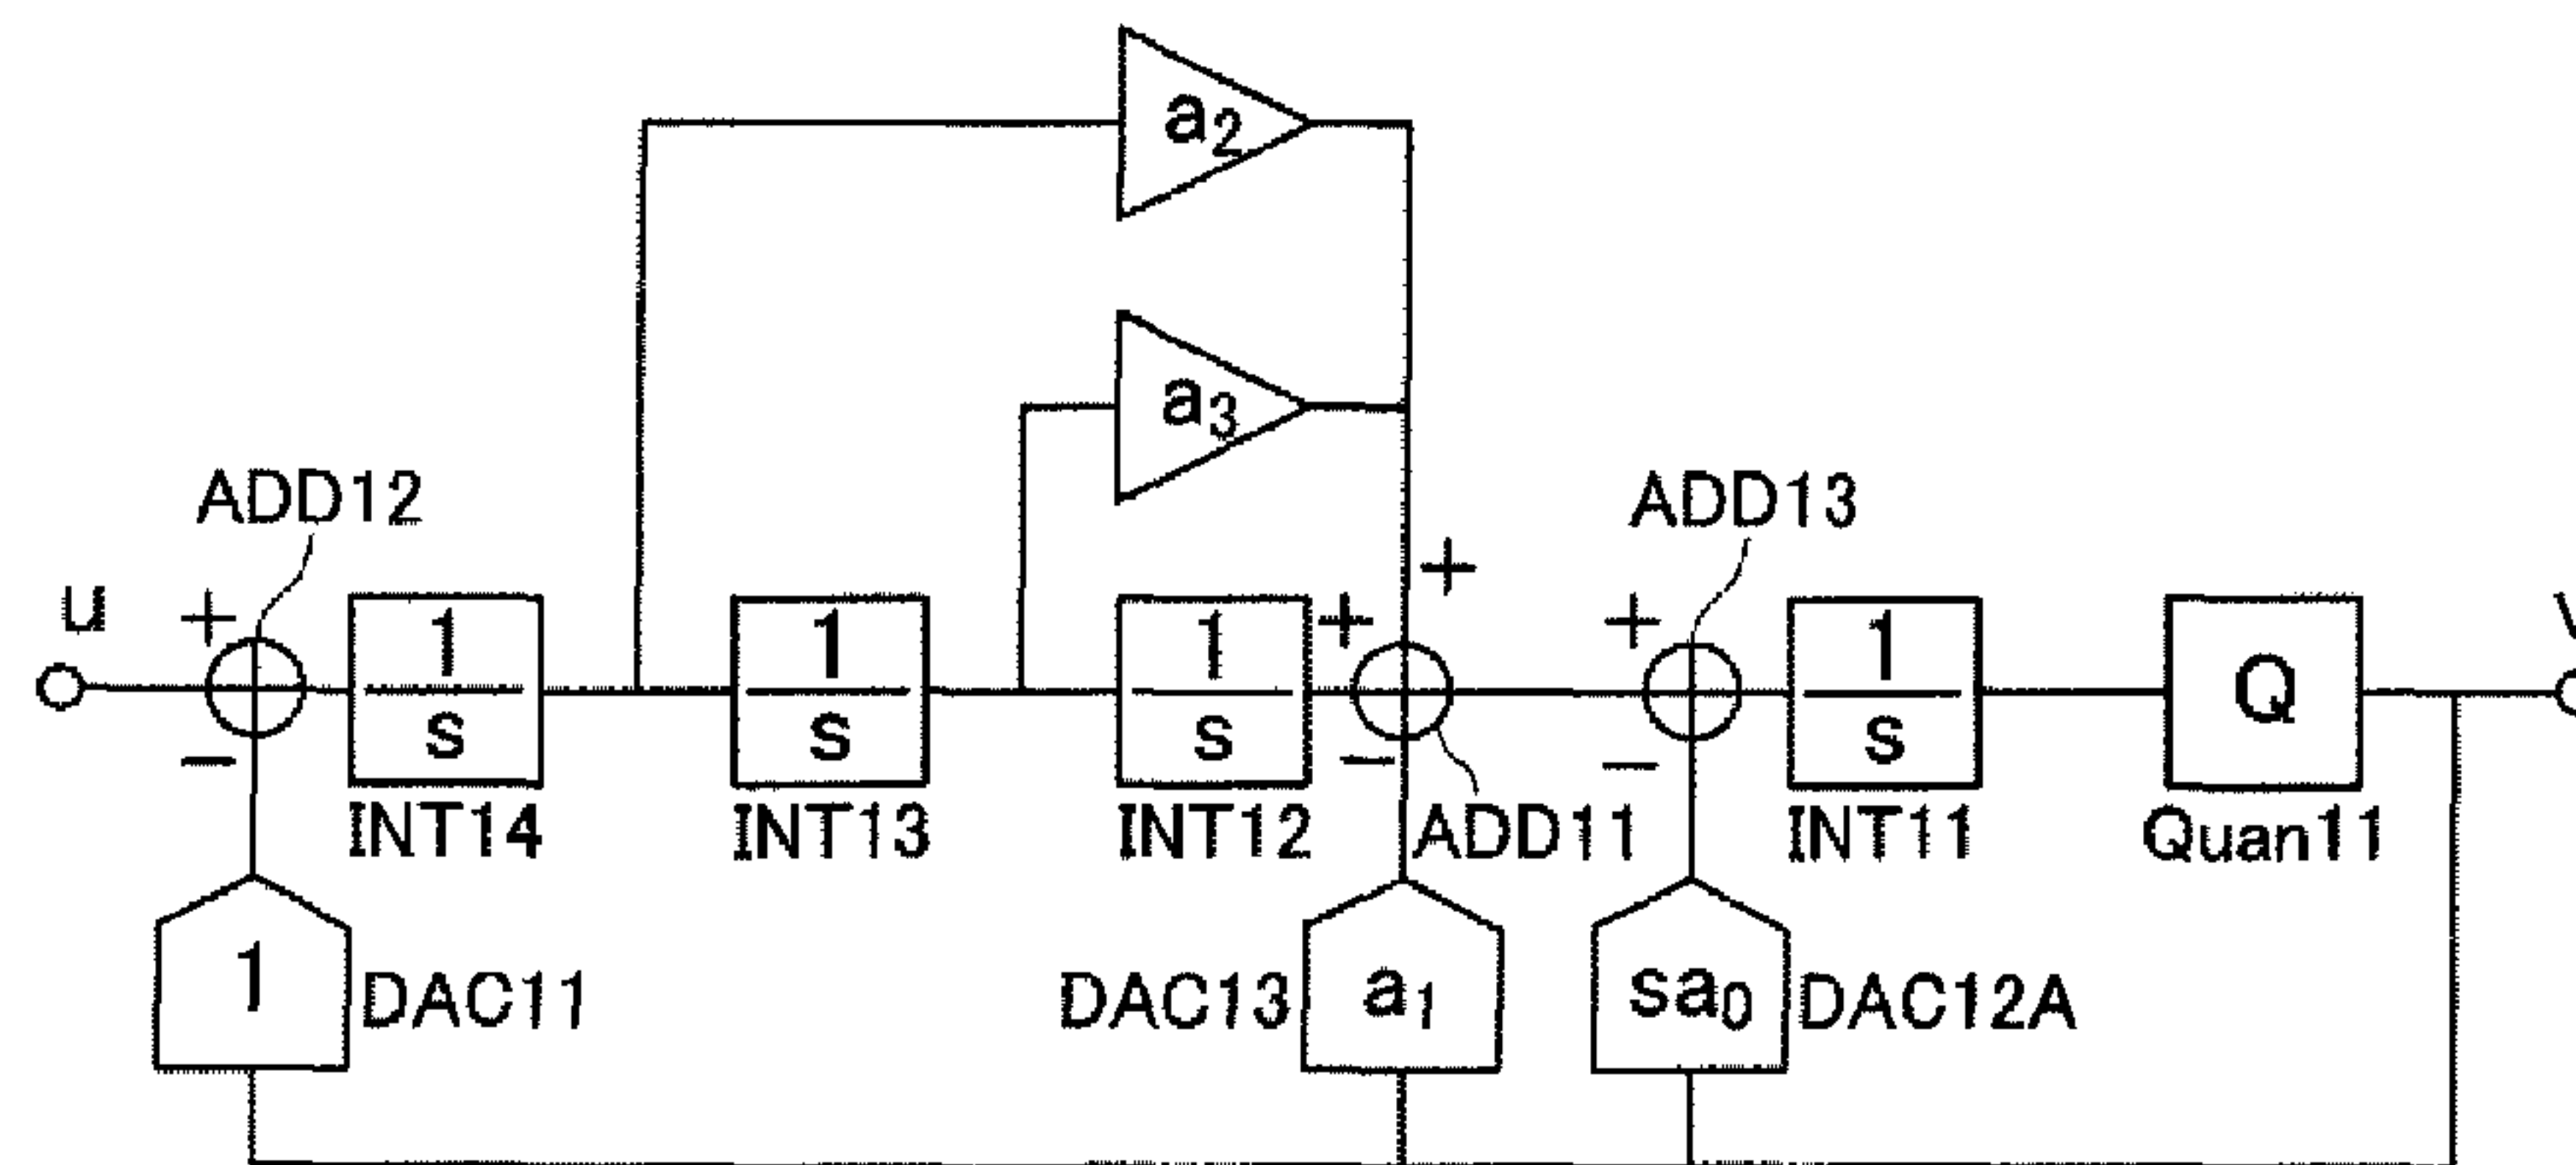 a2
a3
ADD12
ADD13
u
+
+
+
+
1
s
1
s
1
s
1
s
Q
−
−
−
INT14
INT13
INT12
ADD11
INT11
Quan11
1
DAC11
DAC13
a1
sa0
DAC12A